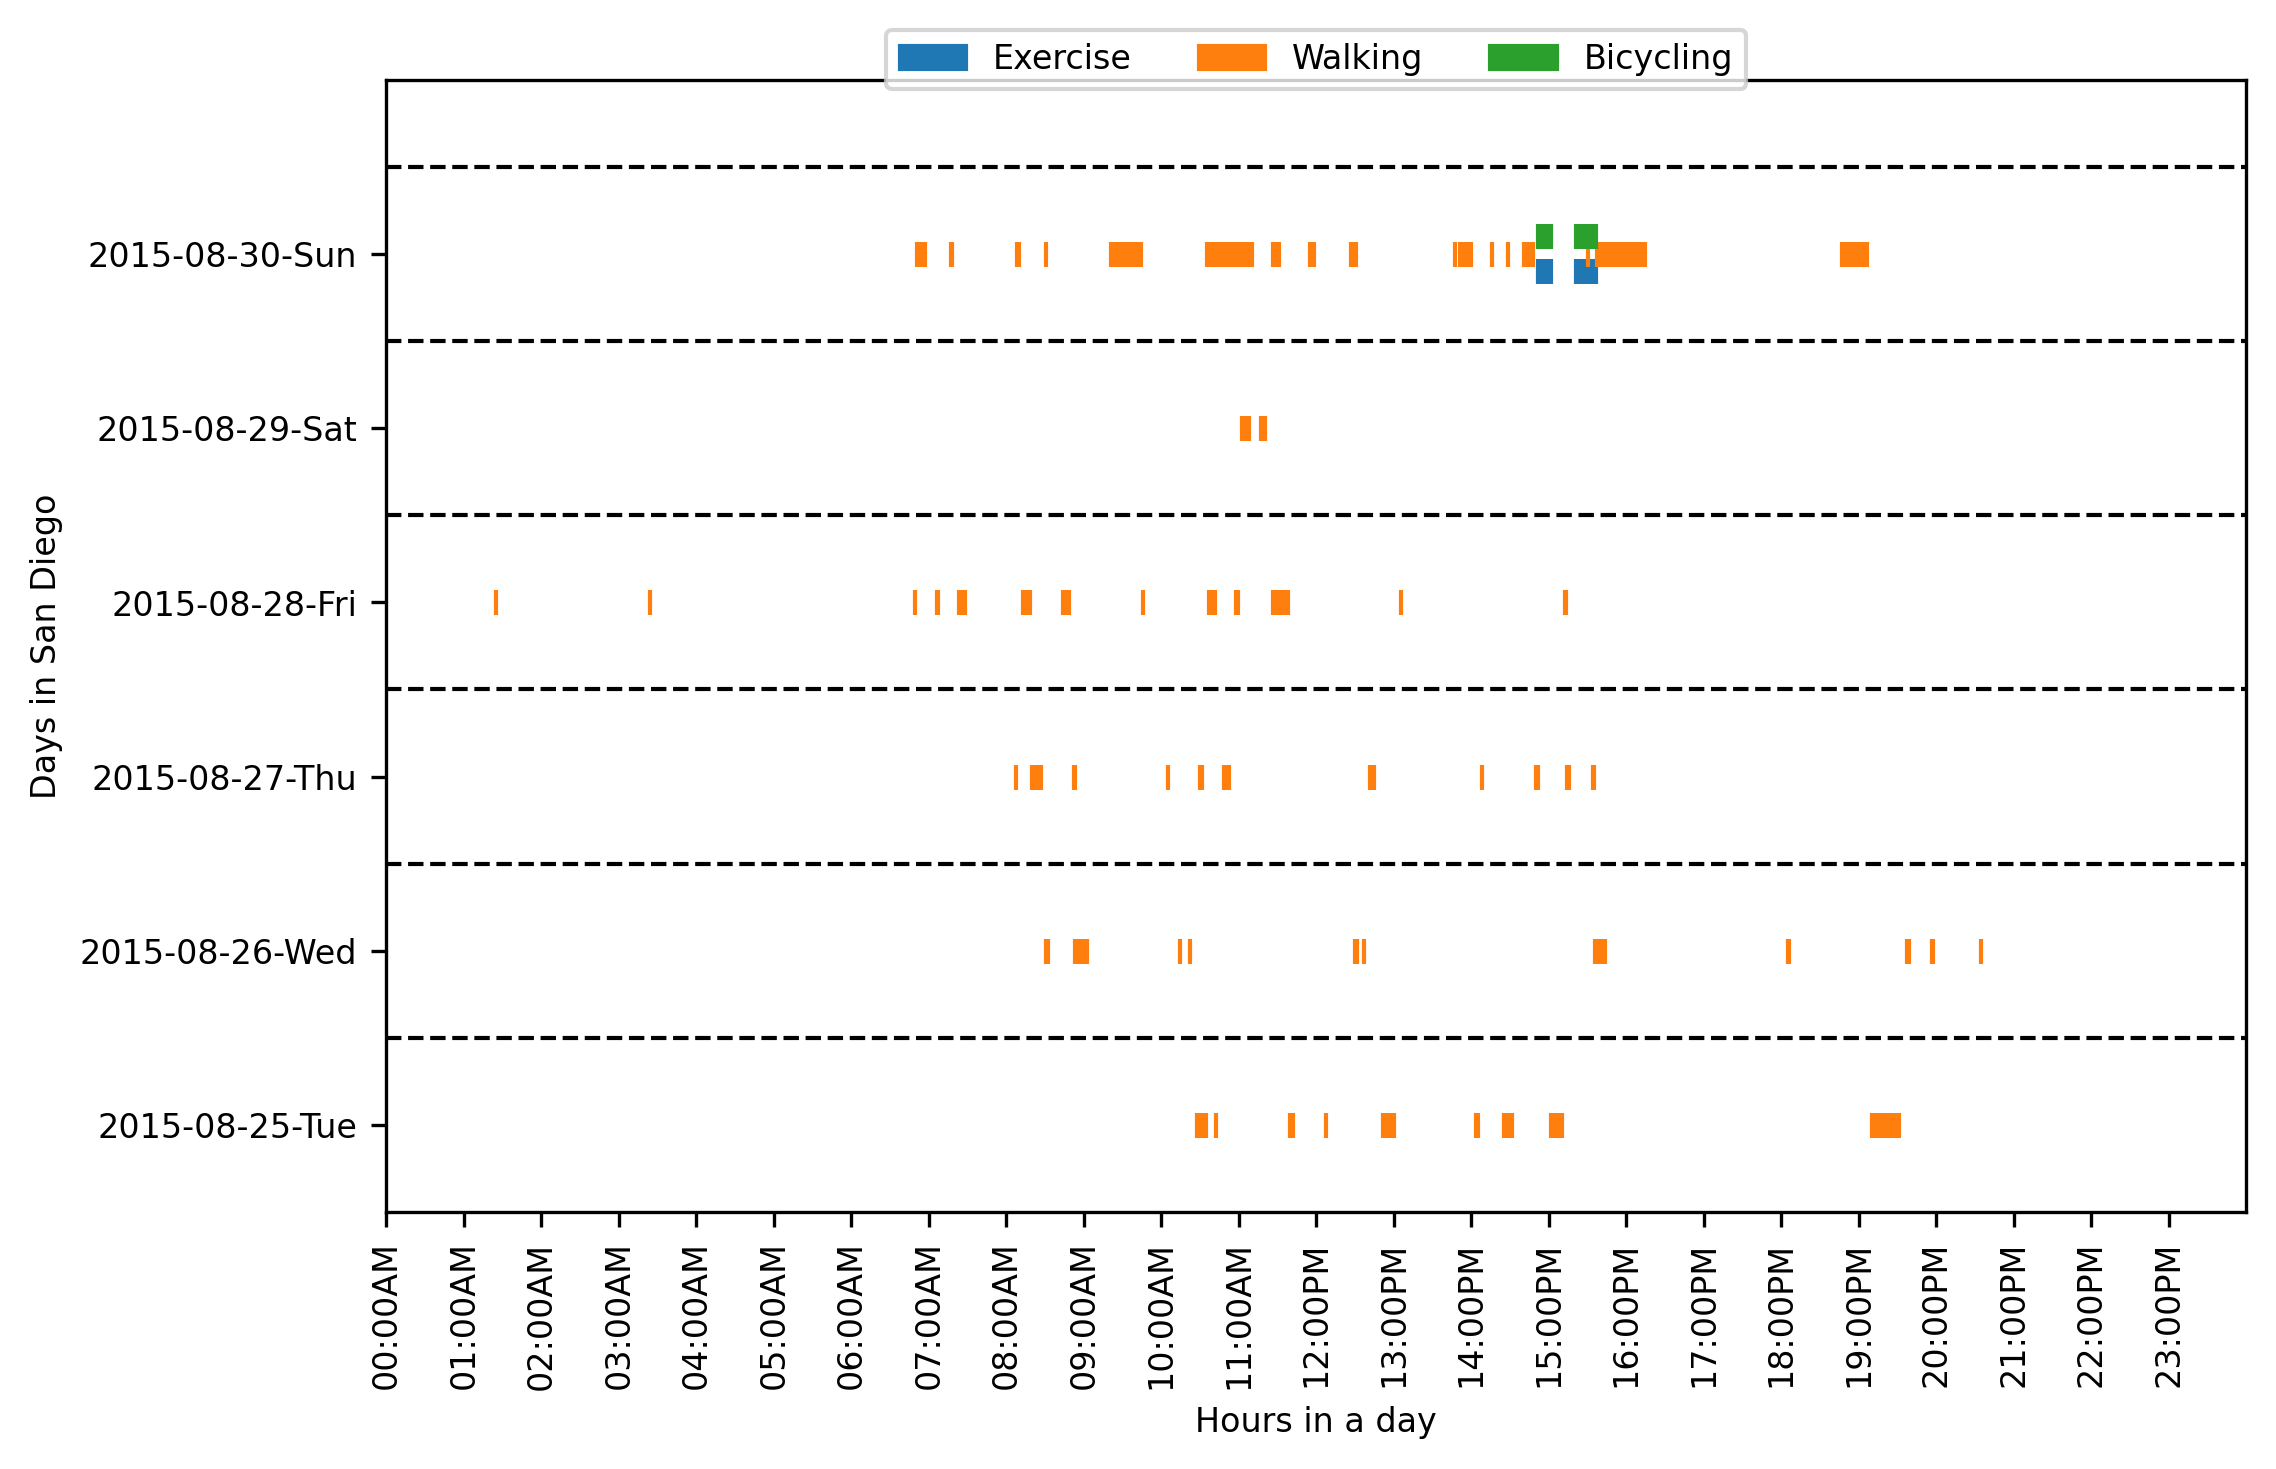 Exercise Walking Bicycling
2015-08-30-Sun
2015-08-29-Sat
2015-08-28-Fri
2015-08-27-Thu
2015-08-26-Wed
2015-08-25-Tue
Days in San Diego
00:00AM
01:00AM
02:00AM
03:00AM
04:00AM
05:00AM
06:00AM
07:00AM
08:00AM
09:00AM
10:00AM
11:00AM
12:00PM
13:00PM
14:00PM
15:00PM
16:00PM
17:00PM
18:00PM
19:00PM
20:00PM
21:00PM
22:00PM
23:00PM
Hours in a day